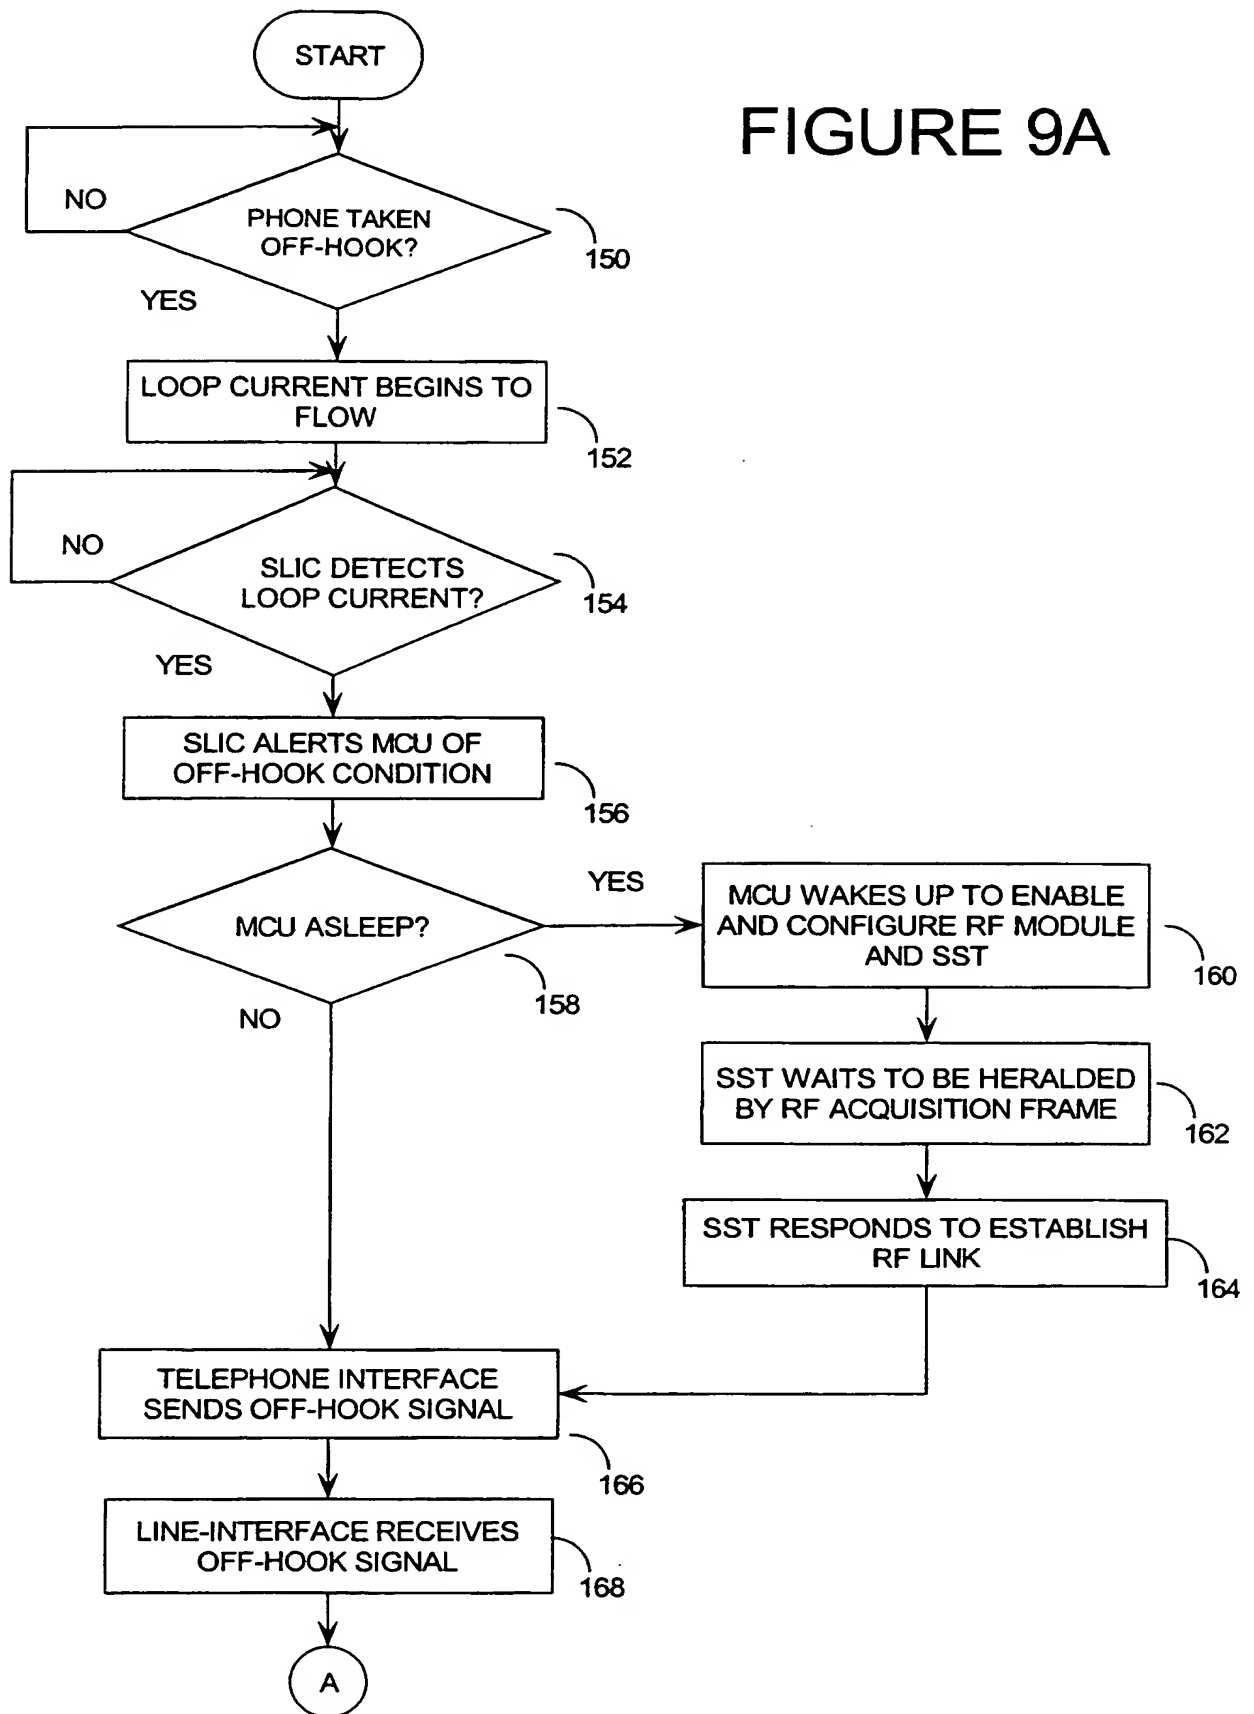 START
FIGURE 9A
NO
PHONE TAKEN
OFF-HOOK?
150
YES
LOOP CURRENT BEGINS TO
FLOW
152
NO
SLIC DETECTS
LOOP CURRENT?
154
YES
SLIC ALERTS MCU OF
OFF-HOOK CONDITION
156
MCU ASLEEP?
158
YES
NO
MCU WAKES UP TO ENABLE
AND CONFIGURE RF MODULE
AND SST
160
SST WAITS TO BE HERALDED
BY RF ACQUISITION FRAME
162
SST RESPONDS TO ESTABLISH
RF LINK
164
TELEPHONE INTERFACE
SENDS OFF-HOOK SIGNAL
166
LINE-INTERFACE RECEIVES
OFF-HOOK SIGNAL
168
A